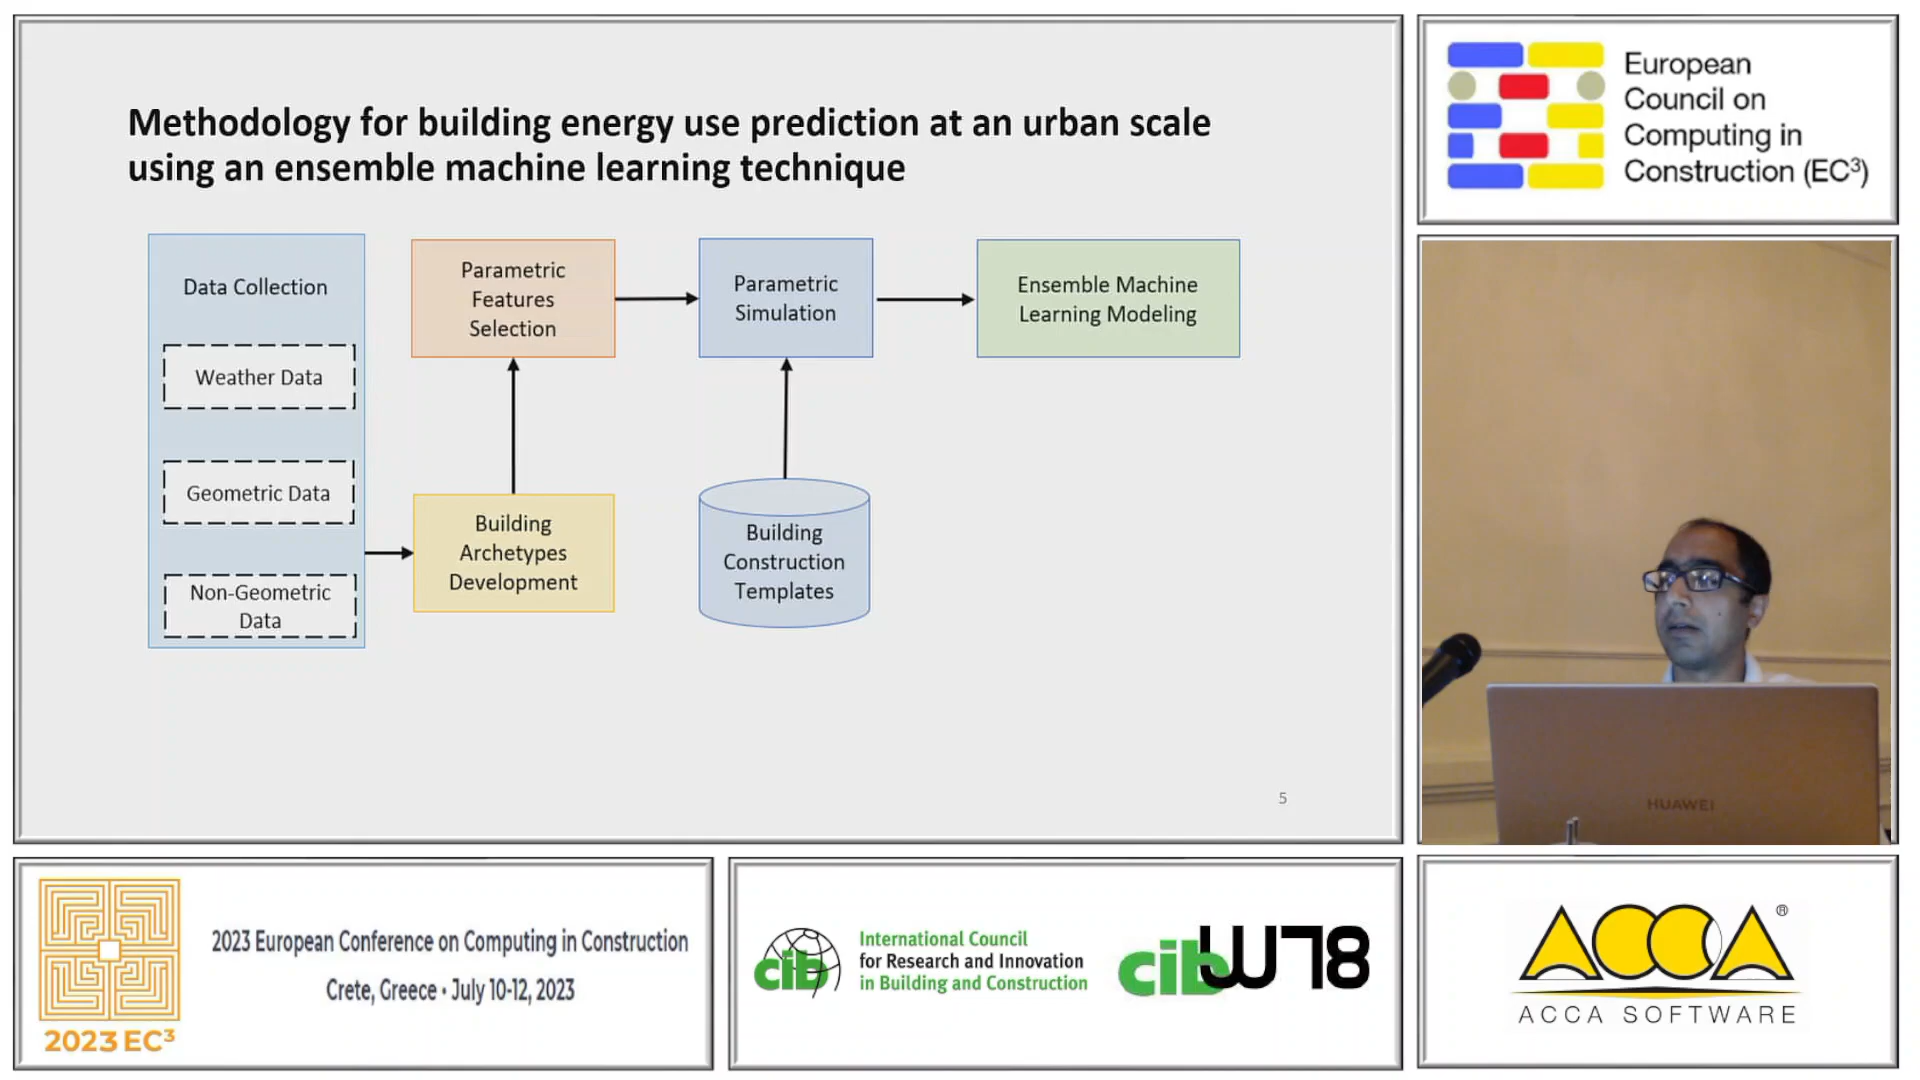 Methodology for building energy use prediction at an urban scale
using an ensemble machine learning technique
Data Collection
Weather Data
Geometric Data
Non-Geometric
Data
Parametric
Features
Selection
Building
Archetypes
Development
Parametric
Simulation
Building
Construction
Templates
Ensemble Machine
Learning Modeling
5
European
Council on
Computing in
Construction (EC³)
HUAWEI
2023 EC³
2023 European Conference on Computing in Construction
Crete, Greece • July 10-12, 2023
cib
International Council
for Research and Innovation
in Building and Construction
cib W78
ACCA ®
ACCA SOFTWARE